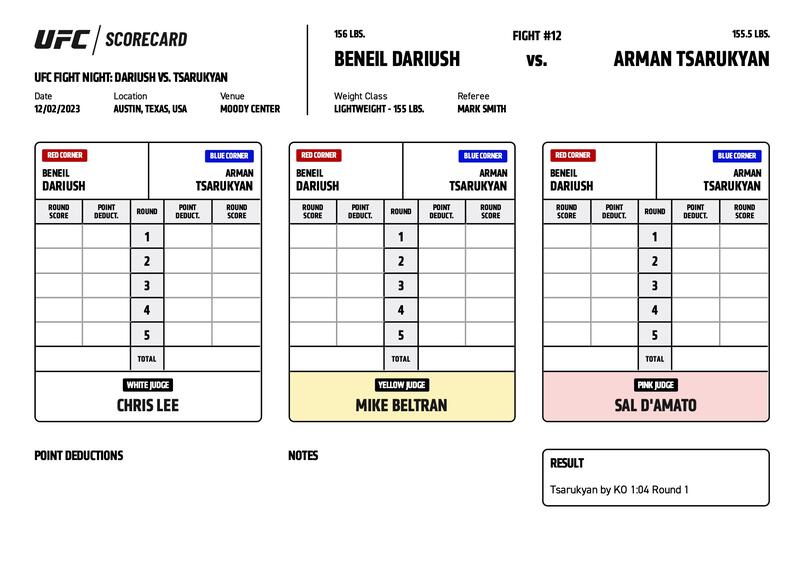 UFC / SCORECARD
UFC FIGHT NIGHT: DARIUSH VS. TSARUKYAN
Date Location Venue
12/02/2023 AUSTIN, TEXAS, USA MOODY CENTER
156 LBS. FIGHT #12 155.5 LBS.
BENEIL DARIUSH vs. ARMAN TSARUKYAN
Weight Class Referee
LIGHTWEIGHT - 155 LBS. MARK SMITH
RED CORNER BLUE CORNER
BENEIL ARMAN
DARIUSH TSARUKYAN
ROUND SCORE POINT DEDUCT. ROUND POINT DEDUCT. ROUND SCORE
1
2
3
4
5
TOTAL
WHITE JUDGE
CHRIS LEE
RED CORNER BLUE CORNER
BENEIL ARMAN
DARIUSH TSARUKYAN
ROUND SCORE POINT DEDUCT. ROUND POINT DEDUCT. ROUND SCORE
1
2
3
4
5
TOTAL
YELLOW JUDGE
MIKE BELTRAN
RED CORNER BLUE CORNER
BENEIL ARMAN
DARIUSH TSARUKYAN
ROUND SCORE POINT DEDUCT. ROUND POINT DEDUCT. ROUND SCORE
1
2
3
4
5
TOTAL
PINK JUDGE
SAL D'AMATO
POINT DEDUCTIONS
NOTES
RESULT
Tsarukyan by KO 1:04 Round 1